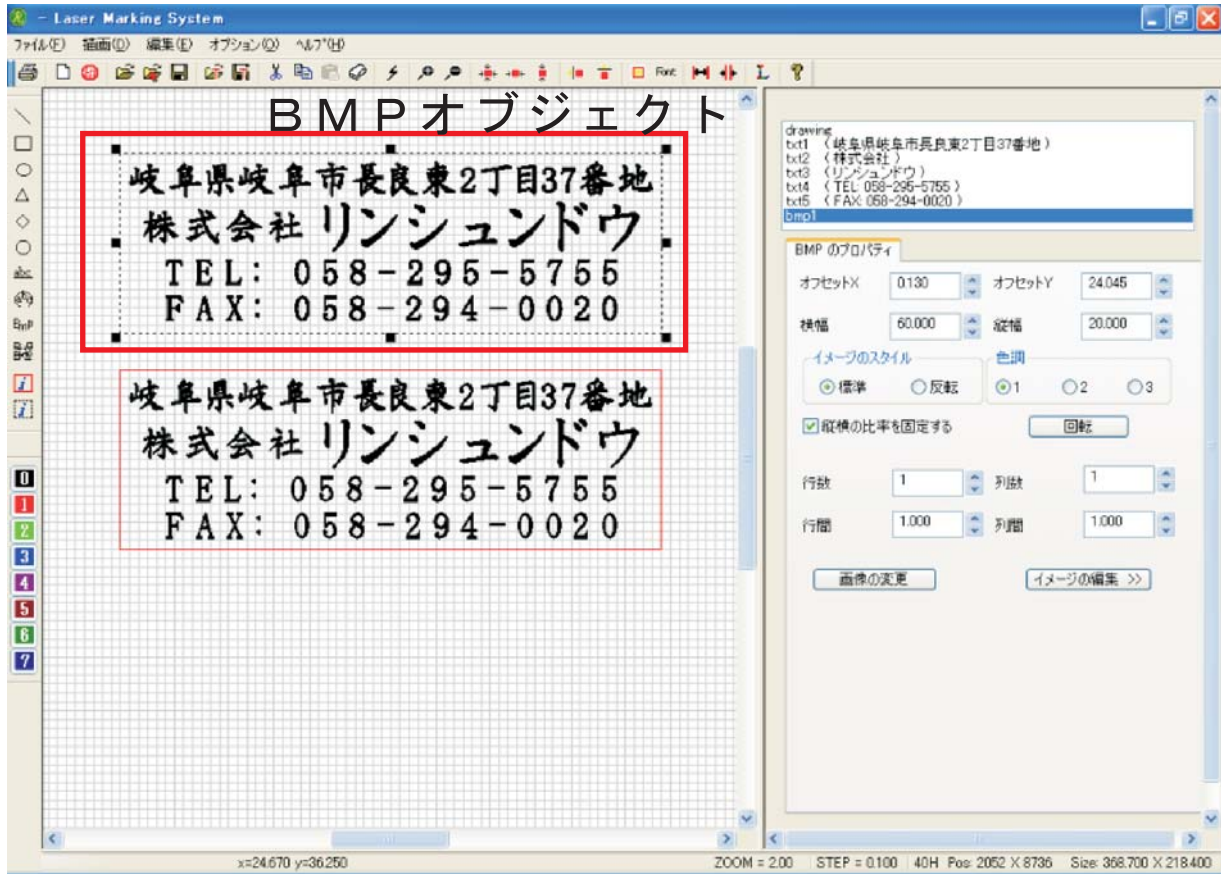 - Laser Marking System
ファイル(F) 描画(D) 編集(E) オプション(O) ヘルプ(H)
Font
BMPオブジェクト
岐阜県岐阜市長良東2丁目37番地
株式会社 リンシュンドウ
TEL: 058-295-5755
FAX: 058-294-0020
岐阜県岐阜市長良東2丁目37番地
株式会社 リンシュンドウ
TEL: 058-295-5755
FAX: 058-294-0020
abc
BmP
0
1
2
3
4
5
6
7
drawing
txt1 (岐阜県岐阜市長良東2丁目37番地)
txt2 (株式会社)
txt3 (リンシュンドウ)
txt4 (TEL: 058-295-5755)
txt5 (FAX: 058-294-0020)
bmp1
BMP のプロパティ
オフセットX 0.130 オフセットY 24.045
横幅 60.000 縦幅 20.000
イメージのスタイル 色調
標準 反転 1 2 3
縦横の比率を固定する 回転
行数 1 列数 1
行間 1.000 列間 1.000
画像の変更 イメージの編集 >>
x=24.670 y=36.250 ZOOM = 2.00 STEP = 0.100 40H Pos: 2052 X 8736 Size: 368.700 X 218.400